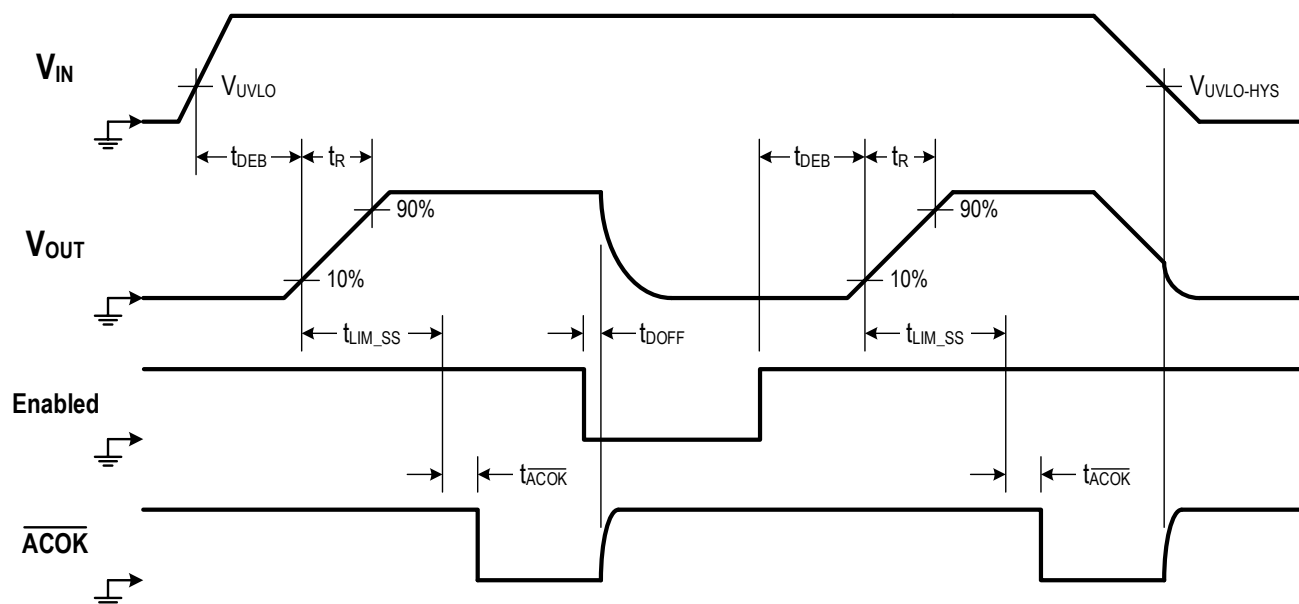 VIN
VUVLO
VUVLO-HYS
tDEB
tR
tDEB
tR
90%
90%
VOUT
10%
10%
tLIM_SS
tDOFF
tLIM_SS
Enabled
tACOK
tACOK
ACOK